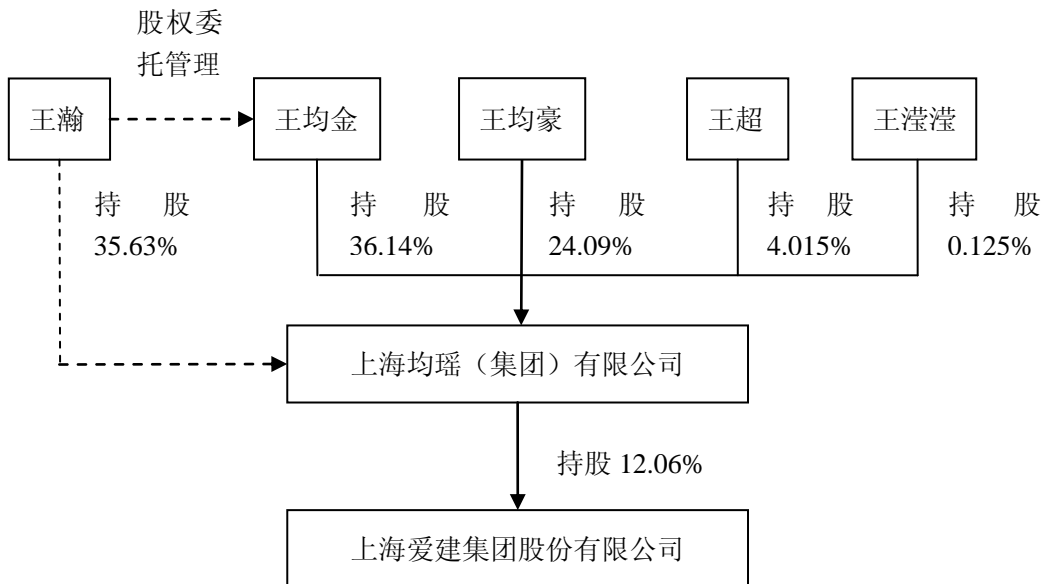 股权委
托管理
王瀚
王均金
王均豪
王超
王滢滢
持 股
35.63%
持 股
36.14%
持 股
24.09%
持 股
4.015%
持 股
0.125%
上海均瑶（集团）有限公司
持股 12.06%
上海爱建集团股份有限公司